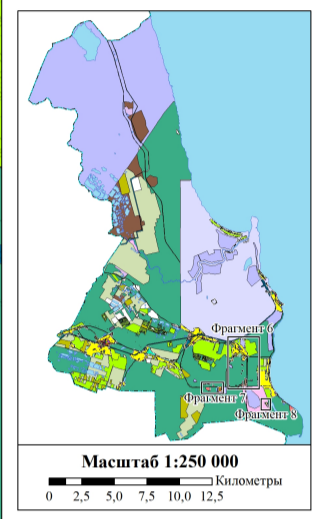 Фрагмент 6
Фрагмент 7
Фрагмент 8
Масштаб 1:250 000
Километры
0 2,5 5,0 7,5 10,0 12,5